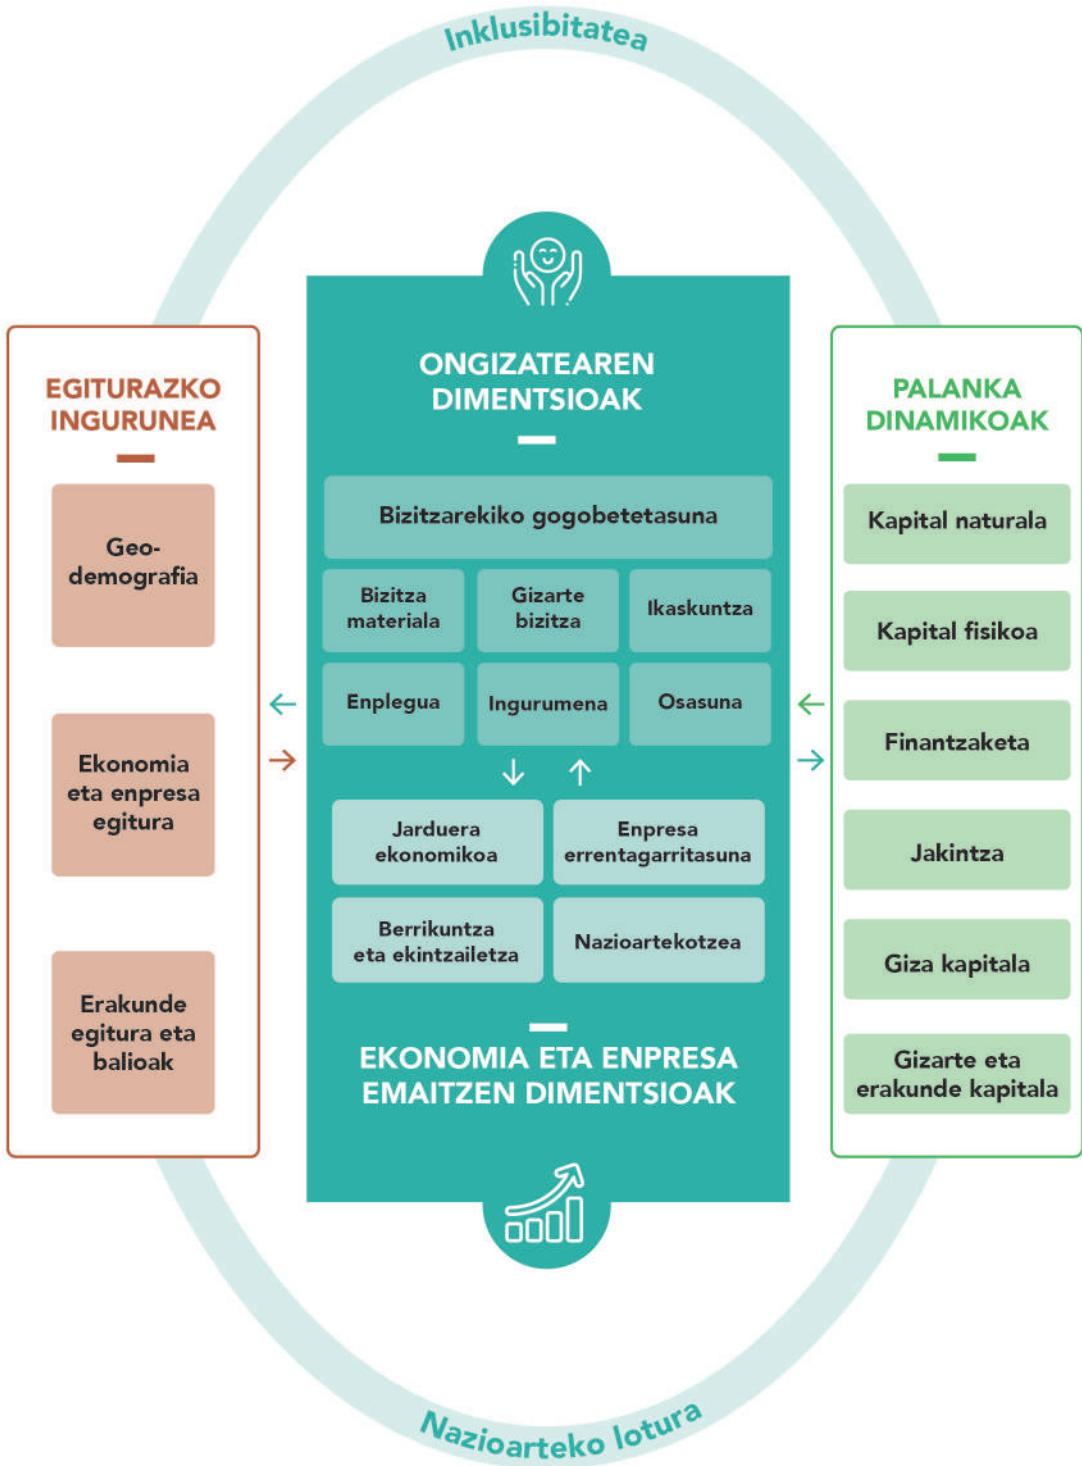 Inklusibitatea
EGITURAZKO
INGURUNEA
Geo-
demografia
Ekonomia
eta enpresa
egitura
Erakunde
egitura eta
balioak
ONGIZATEAREN
DIMENTSIOAK
Bizitzarekiko gogobetetasuna
Bizitza
materiala
Gizarte
bizitza
Ikaskuntza
Enplegua
Ingurumena
Osasuna
Jarduera
ekonomikoa
Enpresa
errentagarritasuna
Berrikuntza
eta ekintzailetza
Nazioartekotzea
EKONOMIA ETA ENPRESA
EMAITZEN DIMENTSIOAK
PALANKA
DINAMIKOAK
Kapital naturala
Kapital fisikoa
Finantzaketa
Jakintza
Giza kapitala
Gizarte eta
erakunde kapitala
Nazioarteko lotura